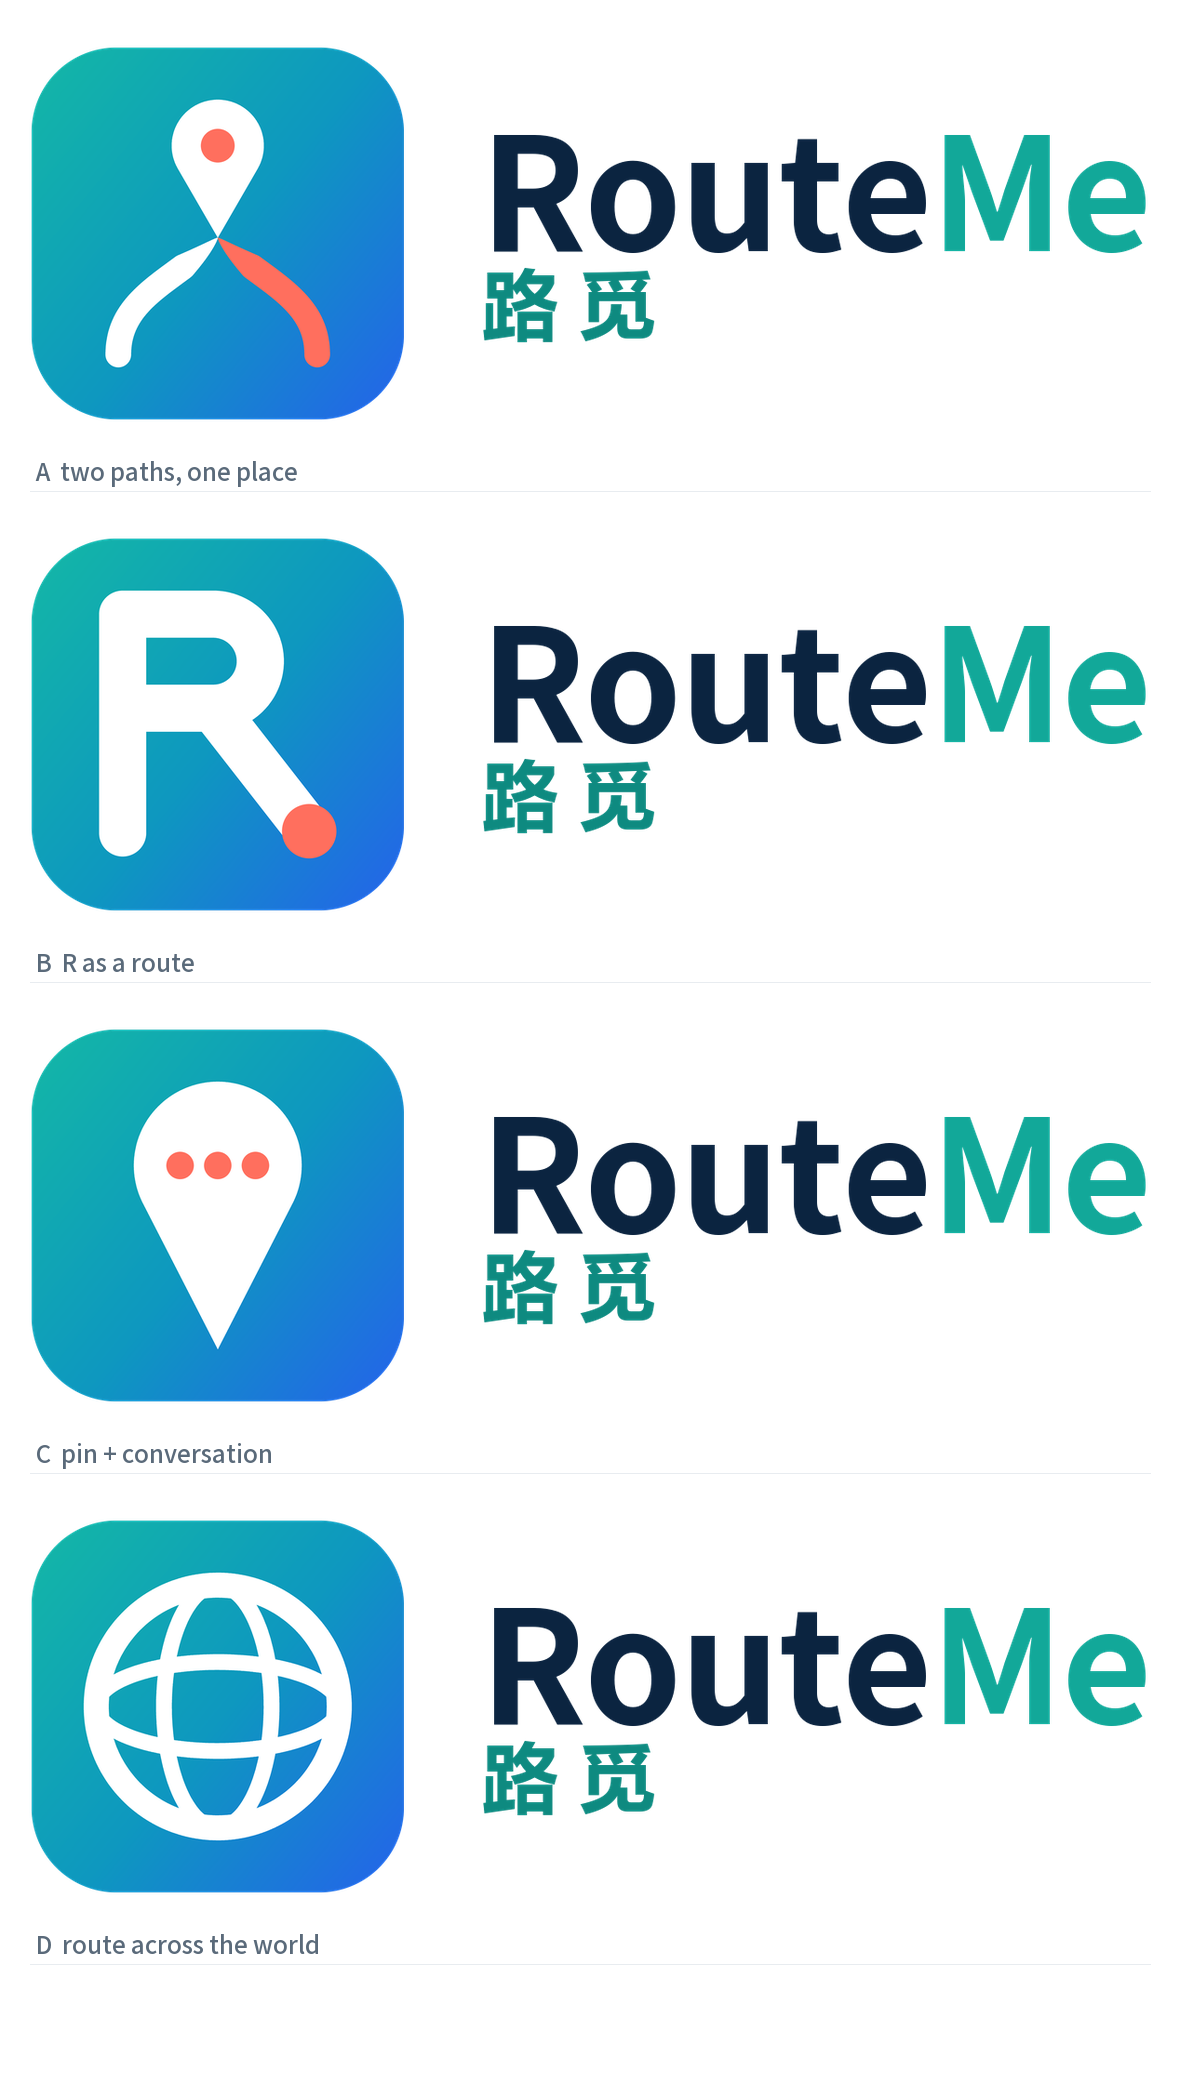 RouteMe
路觅
A two paths, one place
R
RouteMe
路觅
B R as a route
RouteMe
路觅
C pin + conversation
RouteMe
路觅
D route across the world